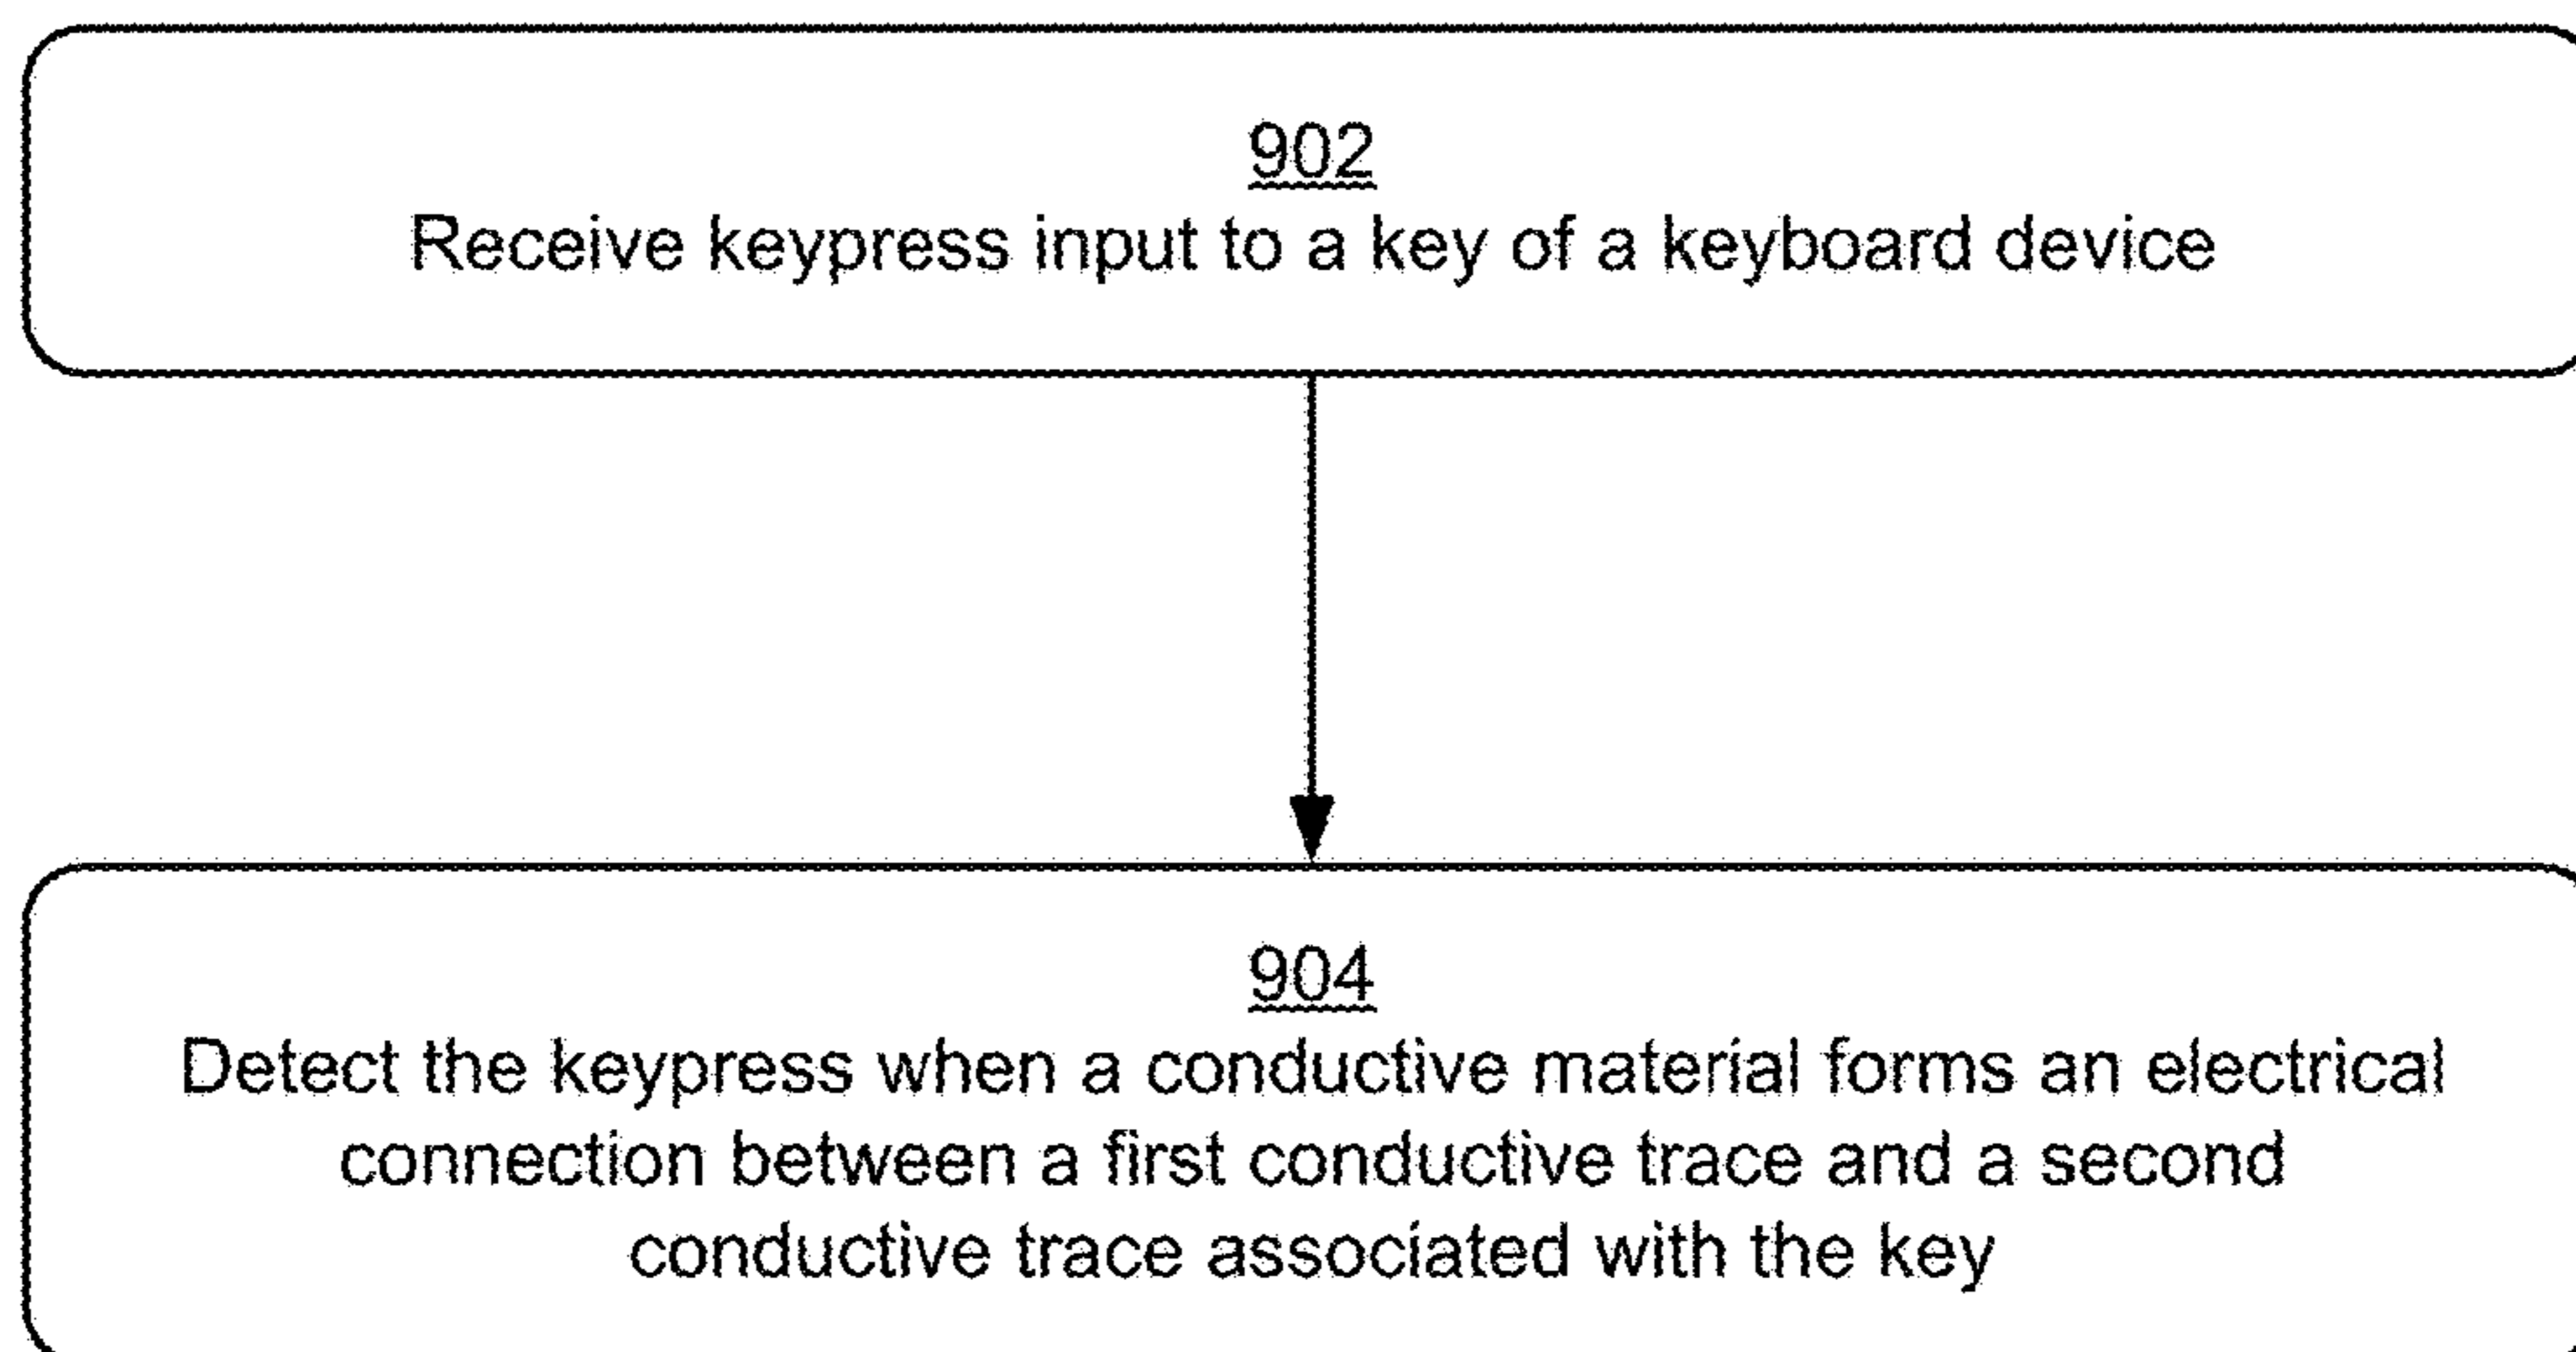 902
Receive keypress input to a key of a keyboard device
904
Detect the keypress when a conductive material forms an electrical
connection between a first conductive trace and a second
conductive trace associated with the key